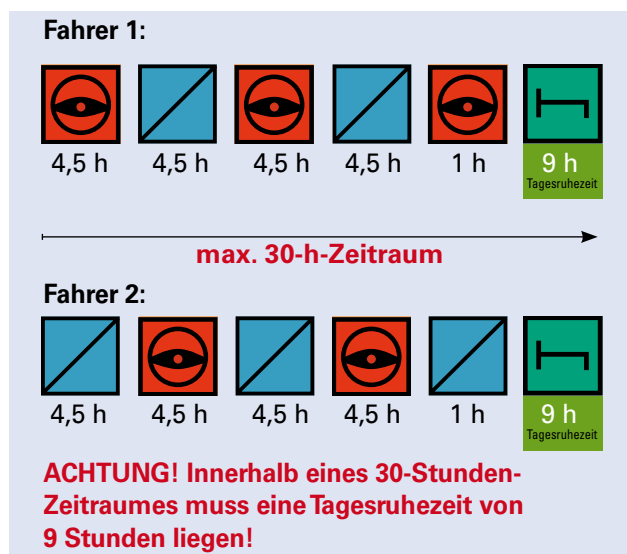 Fahrer 1:
4,5 h 4,5 h 4,5 h 4,5 h 1 h 9 h
Tagesruhezeit
max. 30-h-Zeitraum
Fahrer 2:
4,5 h 4,5 h 4,5 h 4,5 h 1 h 9 h
Tagesruhezeit
ACHTUNG! Innerhalb eines 30-Stunden-
Zeitraumes muss eine Tagesruhezeit von
9 Stunden liegen!